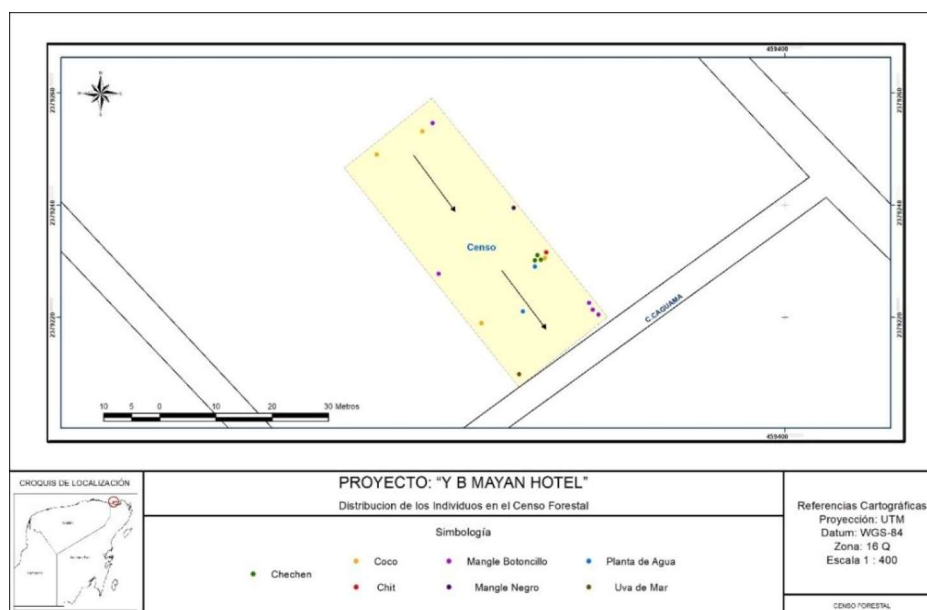 459400
2379260
2379260
2379240
2379240
Censo
2379220
2379220
C.CAGUAMA
10 5 0 10 20 30 Metros
459400
CROQUIS DE LOCALIZACIÓN
PROYECTO: “Y B MAYAN HOTEL”
Distribucion de los Individuos en el Censo Forestal
Simbología
Chechen
Coco
Chit
Mangle Botoncillo
Mangle Negro
Planta de Agua
Uva de Mar
Referencias Cartográficas
Proyección: UTM
Datum: WGS-84
Zona: 16 Q
Escala 1 : 400
CENSO FORESTAL